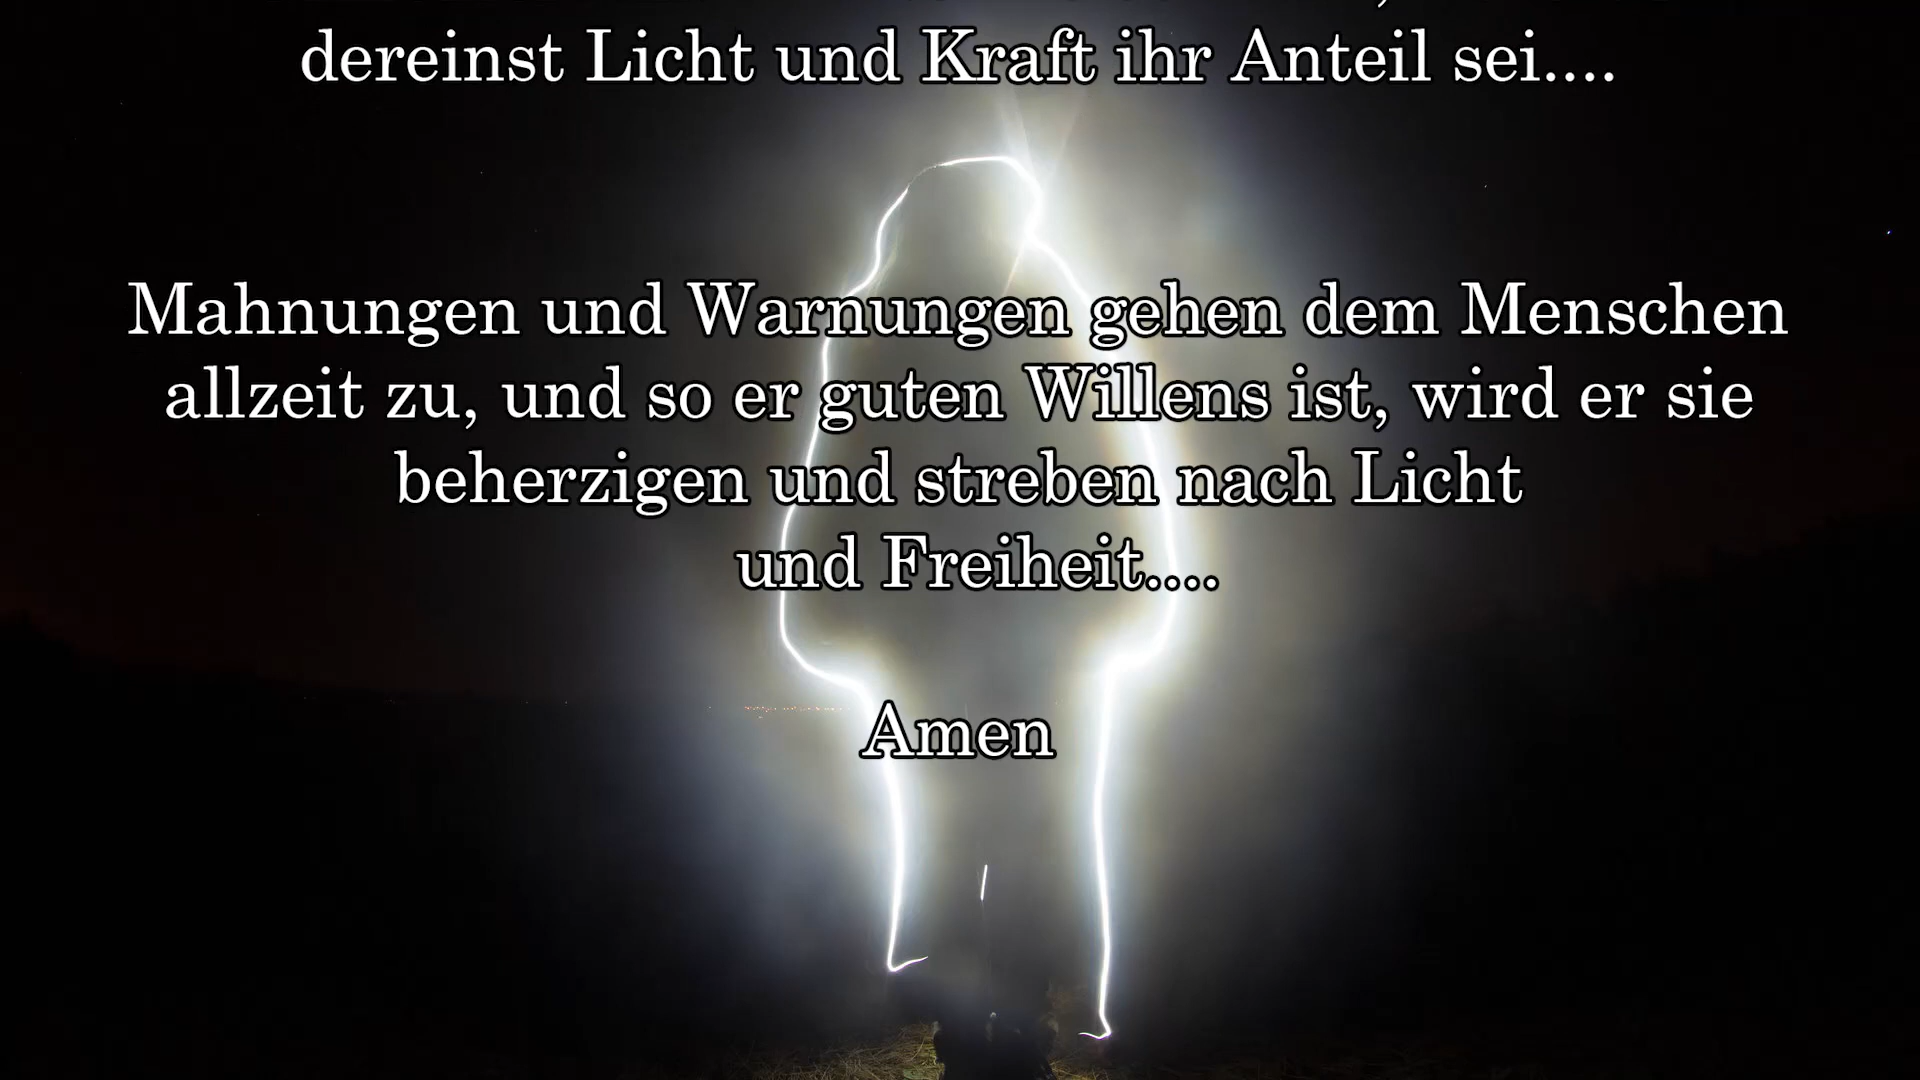 dereinst Licht und Kraft ihr Anteil sei....
Mahnungen und Warnungen gehen dem Menschen
allzeit zu, und so er guten Willens ist, wird er sie
beherzigen und streben nach Licht
und Freiheit....
Amen